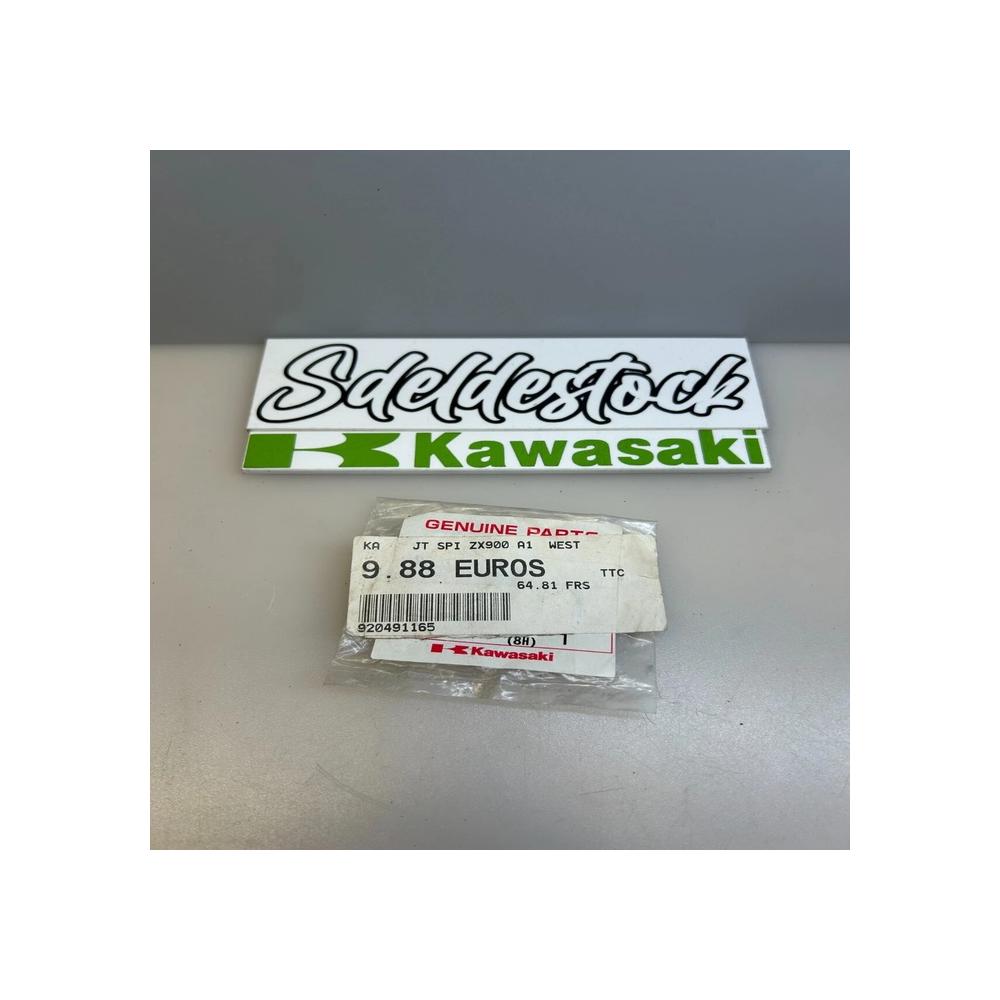 Sdeldestock
Kawasaki
GENUINE PARTS
KA JT SPI ZX900 A1 WEST
9.88 EUROS TTC
64.81 FRS
920491165
(8H) 1
Kawasaki